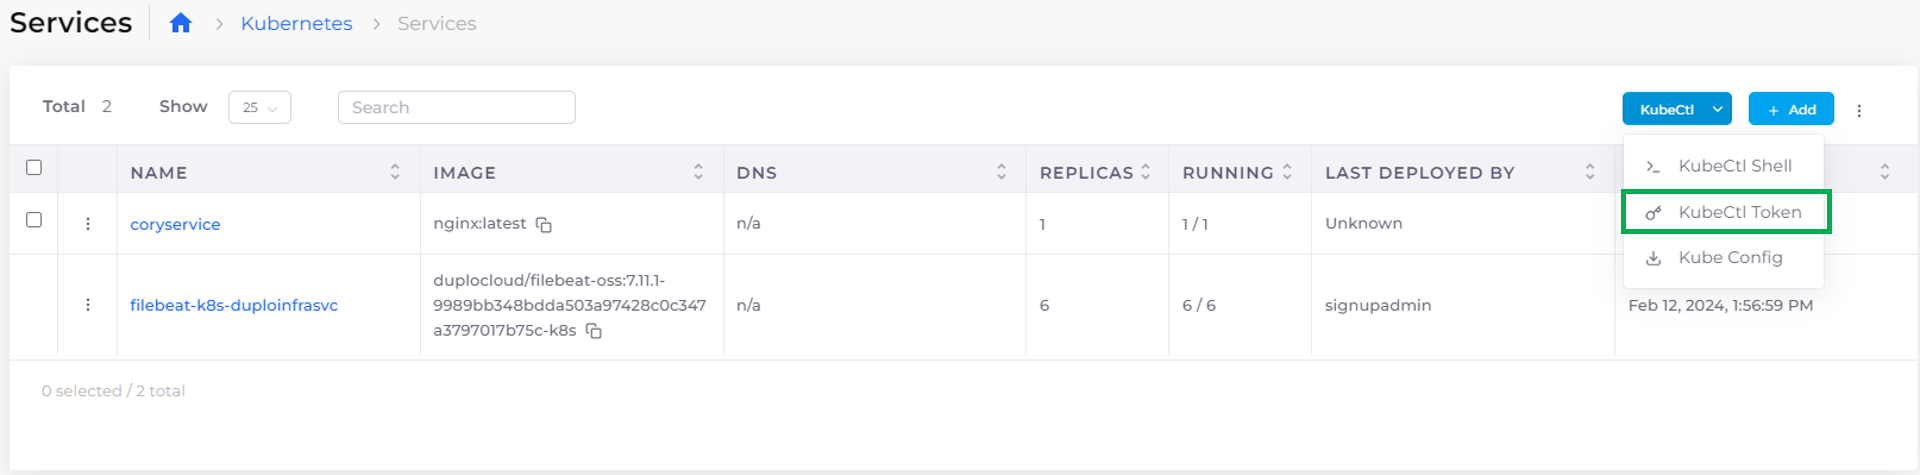 Services
Kubernetes
Services
Total 2
Show 25
Search
KubeCtl
+ Add
KubeCtl Shell
KubeCtl Token
Kube Config
NAME IMAGE DNS REPLICAS RUNNING LAST DEPLOYED BY
coryservice nginx:latest n/a 1 1 / 1 Unknown
filebeat-k8s-duploinfrasvc
duplocloud/filebeat-oss:7.11.1-
9989bb348bdda503a97428c0c347
a3797017b75c-k8s
n/a 6 6 / 6 signupadmin Feb 12, 2024, 1:56:59 PM
0 selected / 2 total